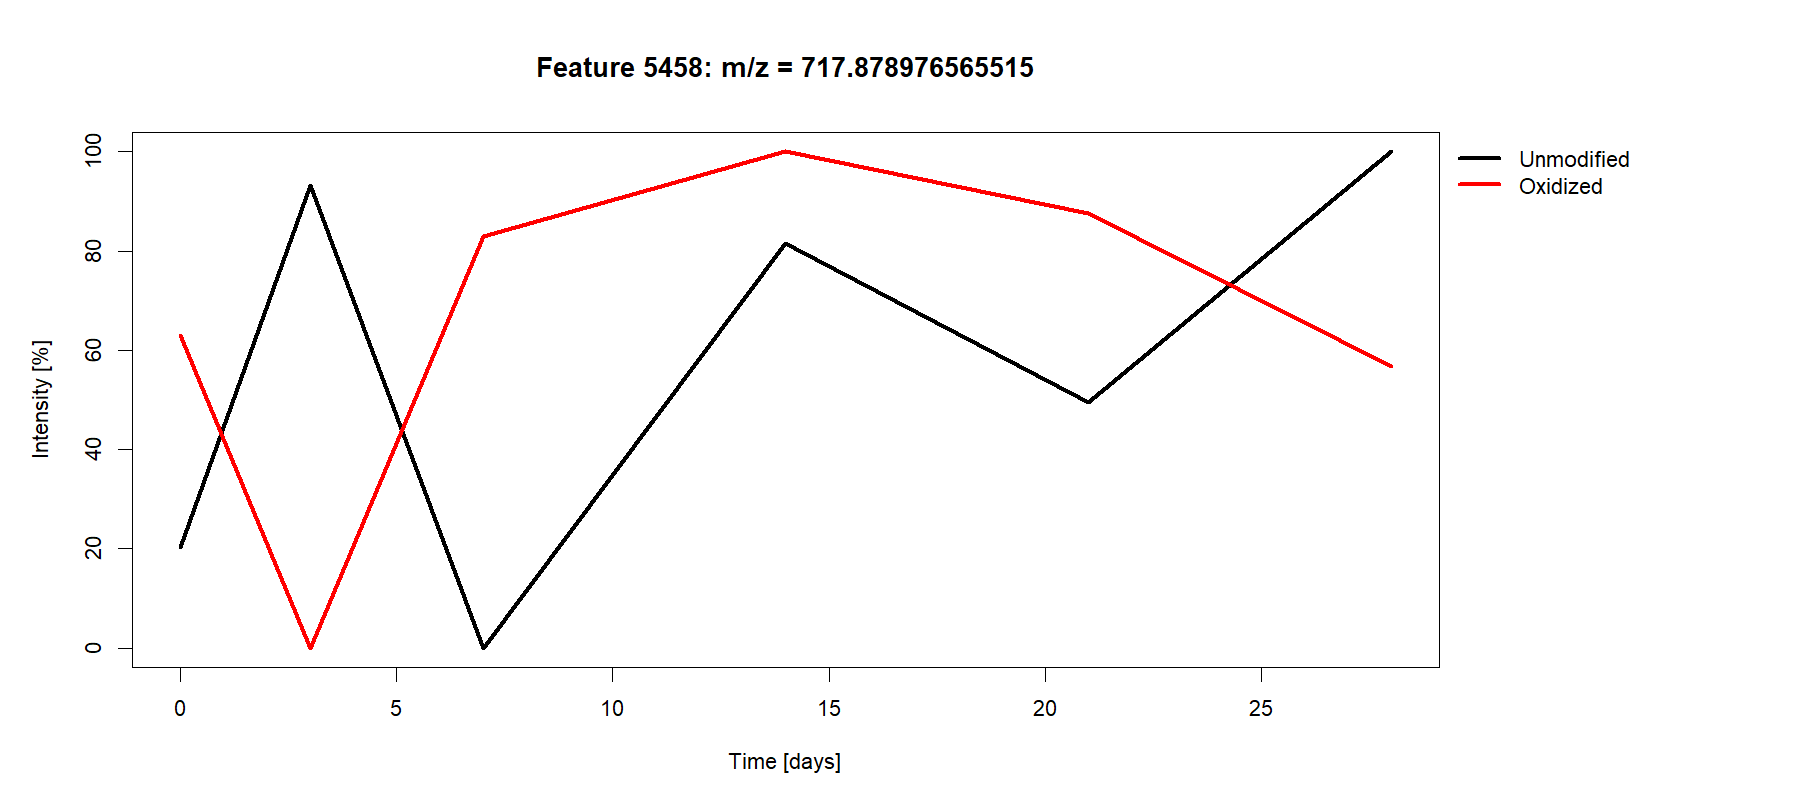 Feature 5458: m/z = 717.878976565515
Unmodified
Oxidized
100
80
60
40
20
0
Intensity [%]
0 5 10 15 20 25
Time [days]